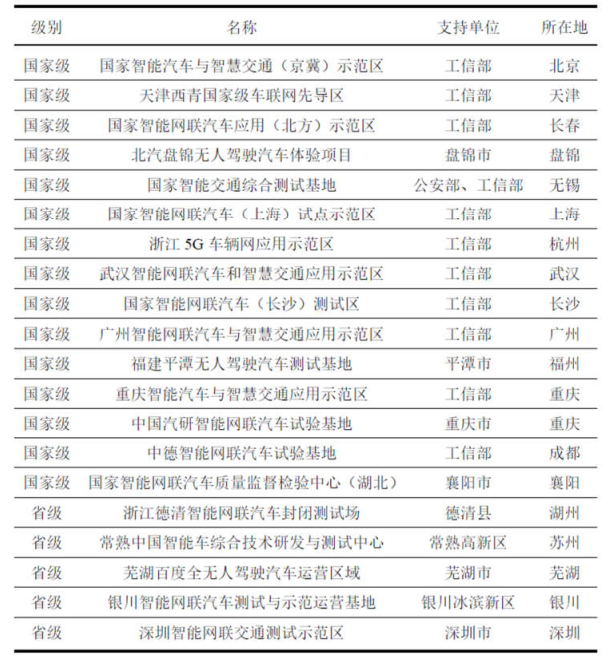 级别 名称 支持单位 所在地
国家级 国家智能汽车与智慧交通（京冀）示范区 工信部 北京
国家级 天津西青国家级车联网先导区 工信部 天津
国家级 国家智能网联汽车应用（北方）示范区 工信部 长春
国家级 北汽盘锦无人驾驶汽车体验项目 盘锦市 盘锦
国家级 国家智能交通综合测试基地 公安部、工信部 无锡
国家级 国家智能网联汽车（上海）试点示范区 工信部 上海
国家级 浙江 5G 车辆网应用示范区 工信部 杭州
国家级 武汉智能网联汽车和智慧交通应用示范区 工信部 武汉
国家级 国家智能网联汽车（长沙）测试区 工信部 长沙
国家级 广州智能网联汽车与智慧交通应用示范区 工信部 广州
国家级 福建平潭无人驾驶汽车测试基地 平潭市 福州
国家级 重庆智能汽车与智慧交通应用示范区 工信部 重庆
国家级 中国汽研智能网联汽车试验基地 重庆市 重庆
国家级 中德智能网联汽车试验基地 工信部 成都
国家级 国家智能网联汽车质量监督检验中心（湖北） 襄阳市 襄阳
省级 浙江德清智能网联汽车封闭测试场 德清县 湖州
省级 常熟中国智能车综合技术研发与测试中心 常熟高新区 苏州
省级 芜湖百度全无人驾驶汽车运营区域 芜湖市 芜湖
省级 银川智能网联汽车测试与示范运营基地 银川冰滨新区 银川
省级 深圳智能网联交通测试示范区 深圳市 深圳